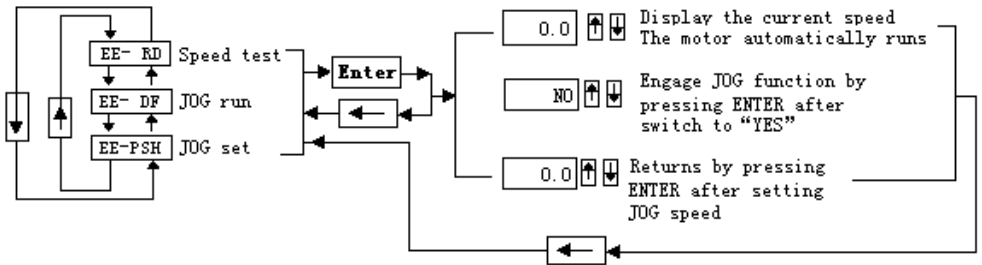 EE- RD Speed test
EE- DF JOG run
EE-PSH JOG set
Enter
0.0 Display the current speed
The motor automatically runs
NO Engage JOG function by
pressing ENTER after
switch to “YES”
0.0 Returns by pressing
ENTER after setting
JOG speed